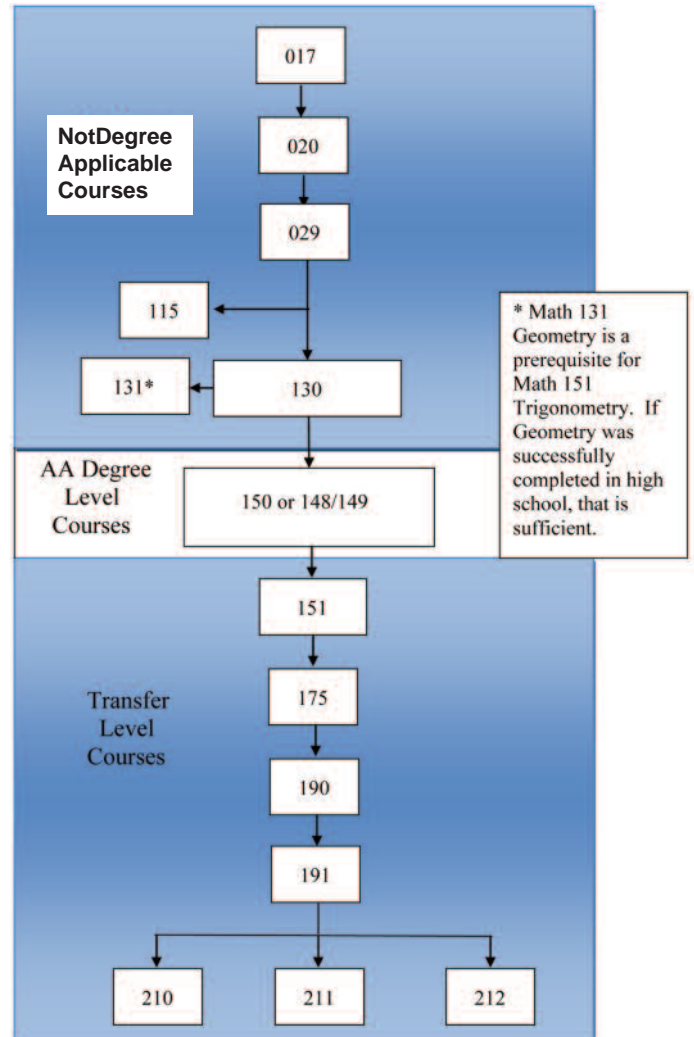 017
NotDegree
Applicable
Courses
020
029
115
131*
130
* Math 131
Geometry is a
prerequisite for
Math 151
Trigonometry. If
Geometry was
successfully
completed in high
school, that is
sufficient.
AA Degree
Level
Courses
150 or 148/149
151
175
Transfer
Level
Courses
190
191
210
211
212